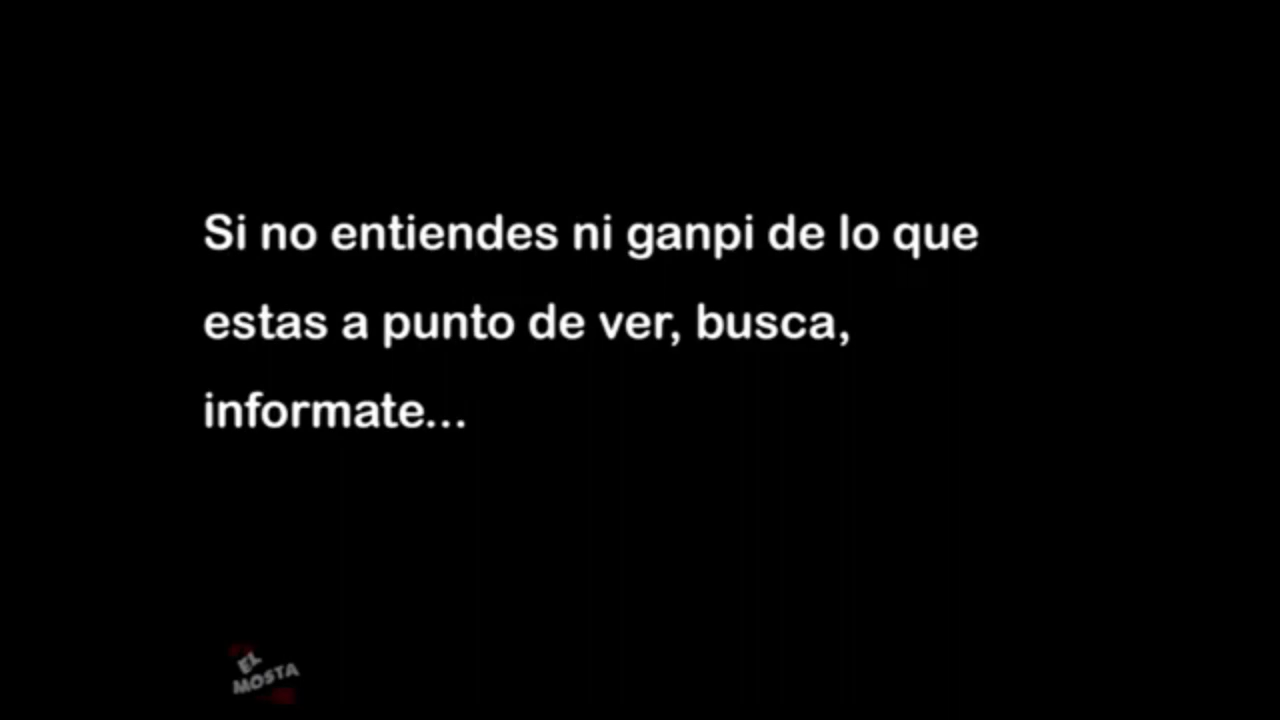 Si no entiendes ni ganpi de lo que
estas a punto de ver, busca,
informate...
EL
MOSTA